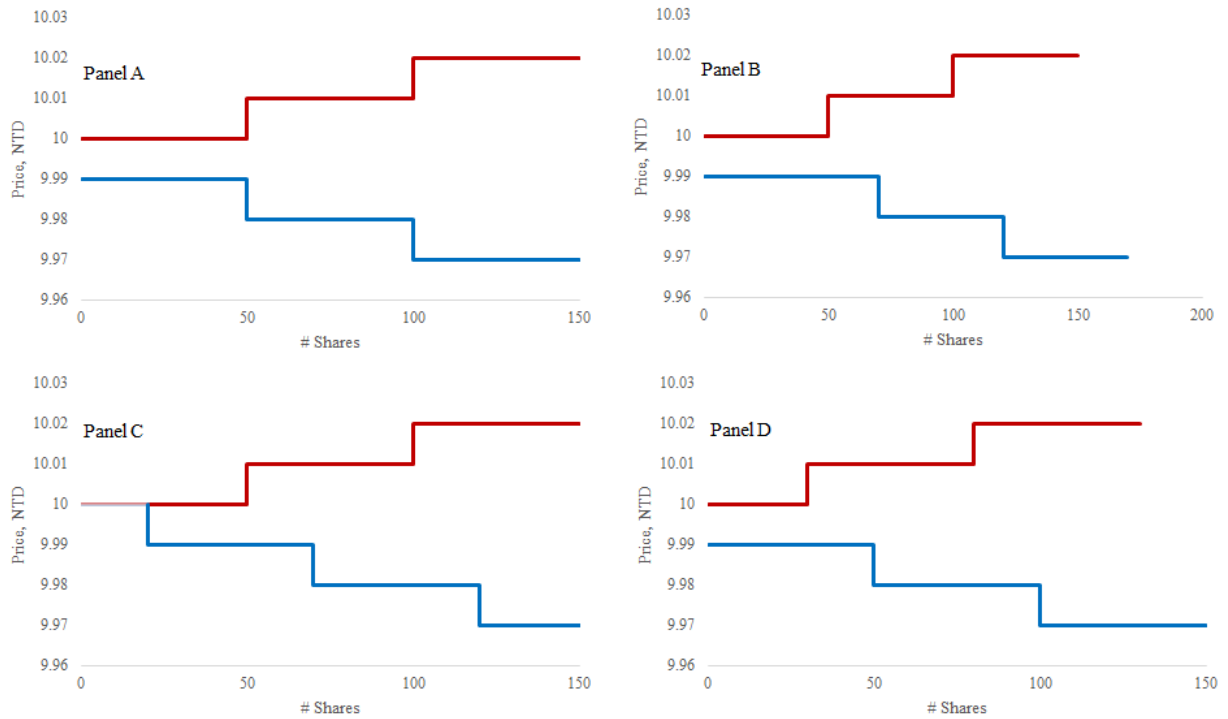 10.03
10.02
Panel A
10.01
10
9.99
9.98
9.97
9.96
Price, NTD
0 50 100 150
# Shares
10.03
10.02
Panel B
10.01
10
9.99
9.98
9.97
9.96
Price, NTD
0 50 100 150 200
# Shares
10.03
10.02
Panel C
10.01
10
9.99
9.98
9.97
9.96
Price, NTD
0 50 100 150
# Shares
10.03
10.02
Panel D
10.01
10
9.99
9.98
9.97
9.96
Price, NTD
0 50 100 150
# Shares